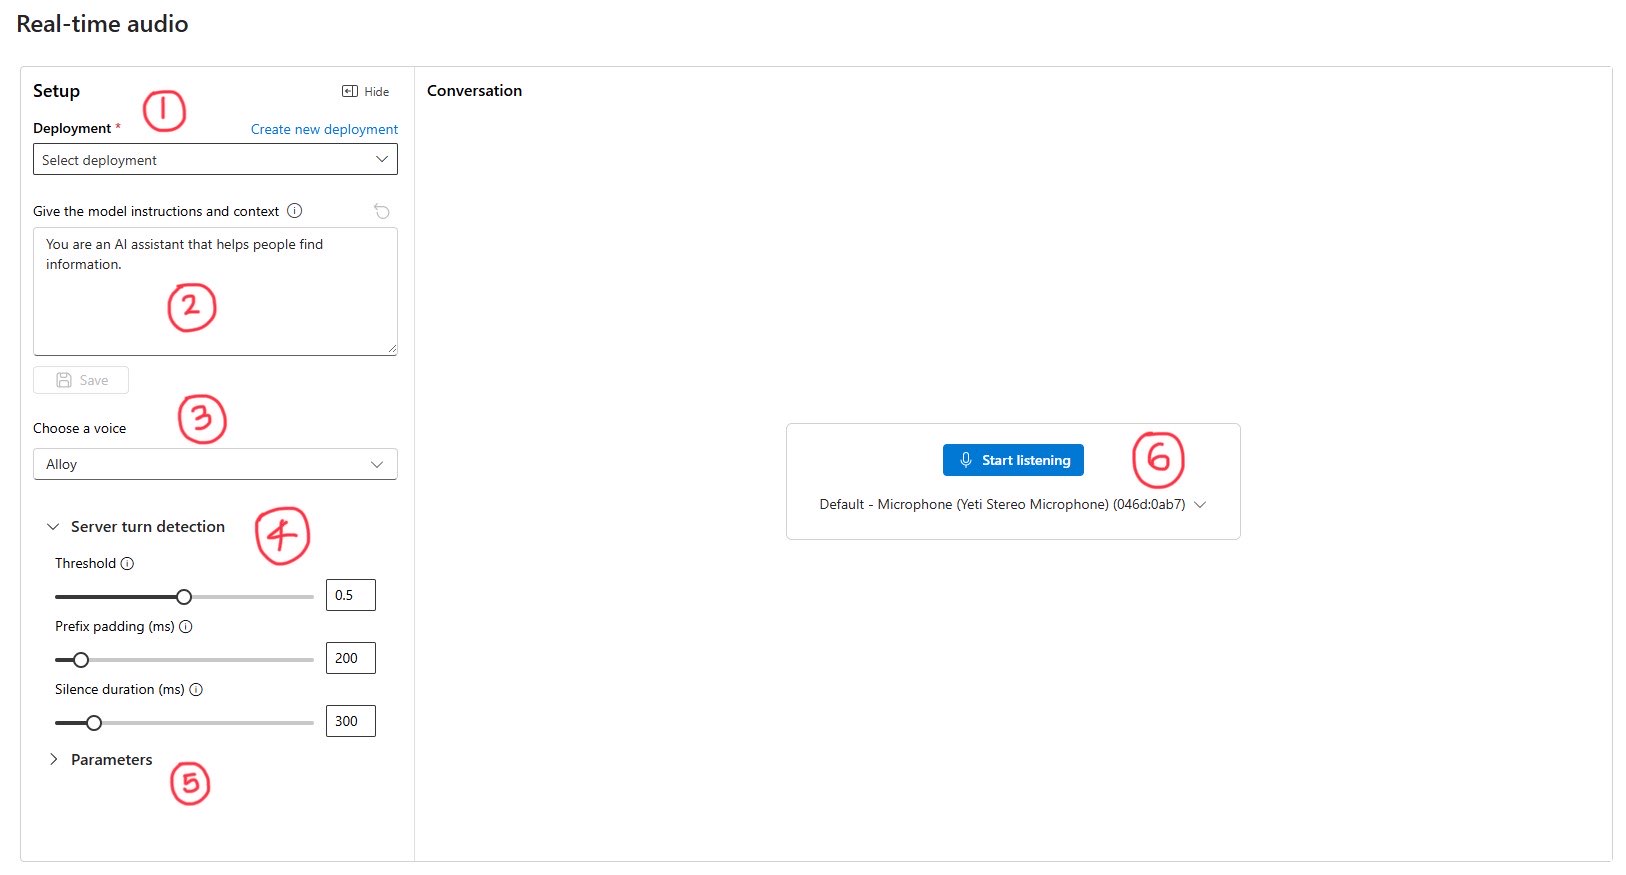 Real-time audio
Setup
Hide
1
Deployment *
Create new deployment
Select deployment
Give the model instructions and context
You are an AI assistant that helps people find
information.
2
Save
3
Choose a voice
Alloy
Server turn detection
4
Threshold
0.5
Prefix padding (ms)
200
Silence duration (ms)
300
Parameters
5
Conversation
Start listening
6
Default - Microphone (Yeti Stereo Microphone) (046d:0ab7)